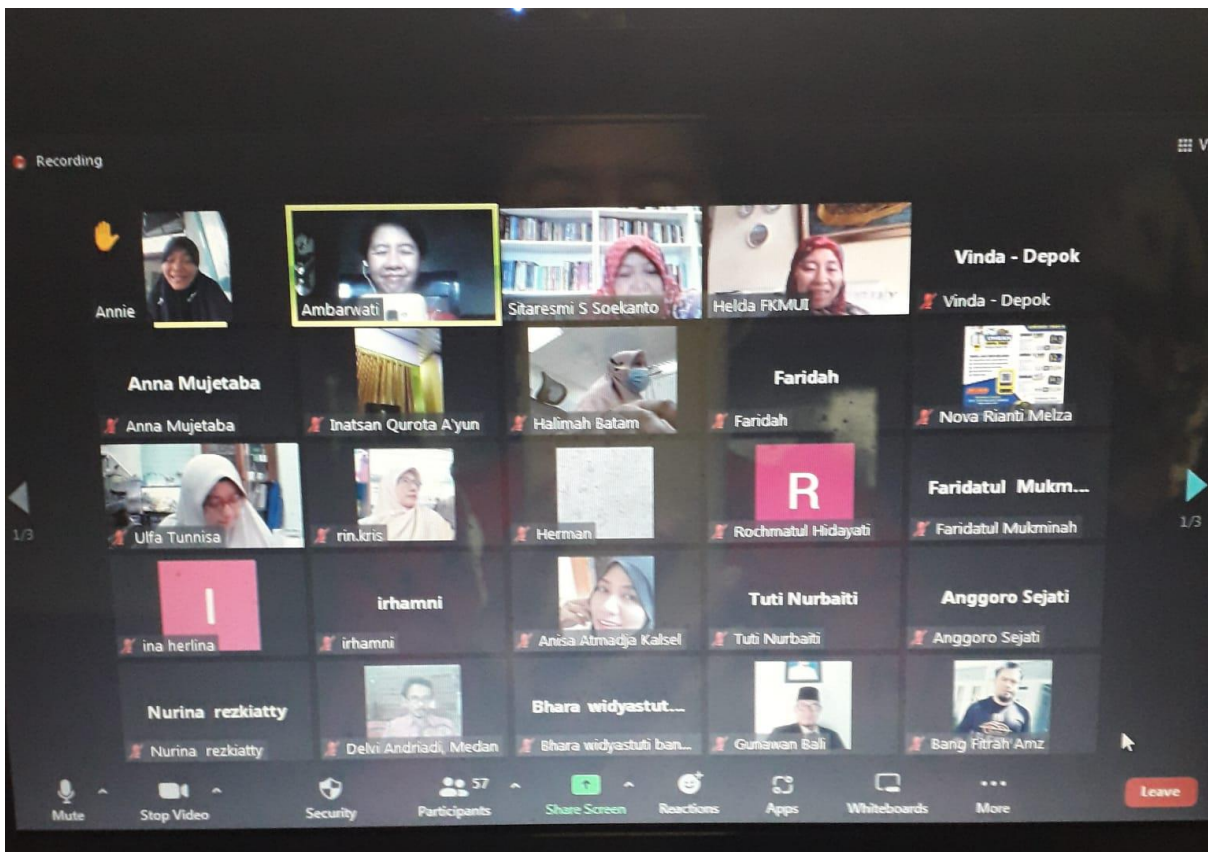 Recording
V
Annie
Ambarwati
Sitaresmi S Soekanto
Helda FKMUI
Vinda - Depok
Vinda - Depok
Anna Mujetaba
Anna Mujetaba
Inatsan Qurota A'yun
Halimah Batam
Faridah
Faridah
Nova Rianti Melza
Ulfa Tunnisa
rin.kris
Herman
R
Rochmatul Hidayati
Faridatul Mukm...
Faridatul Mukminah
1/3
1/3
I
ina herlina
irhamni
irhamni
Anisa Atmadja Kalsel
Tuti Nurbaiti
Tuti Nurbaiti
Anggoro Sejati
Anggoro Sejati
Nurina rezkiatty
Nurina rezkiatty
Delvi Andriadi, Medan
Bhara widyastut...
Bhara widyastuti ban...
Gunawan Bali
Bang Fitrah Amz
Mute
Stop Video
Security
57
Participants
Share Screen
Reactions
Apps
Whiteboards
More
Leave